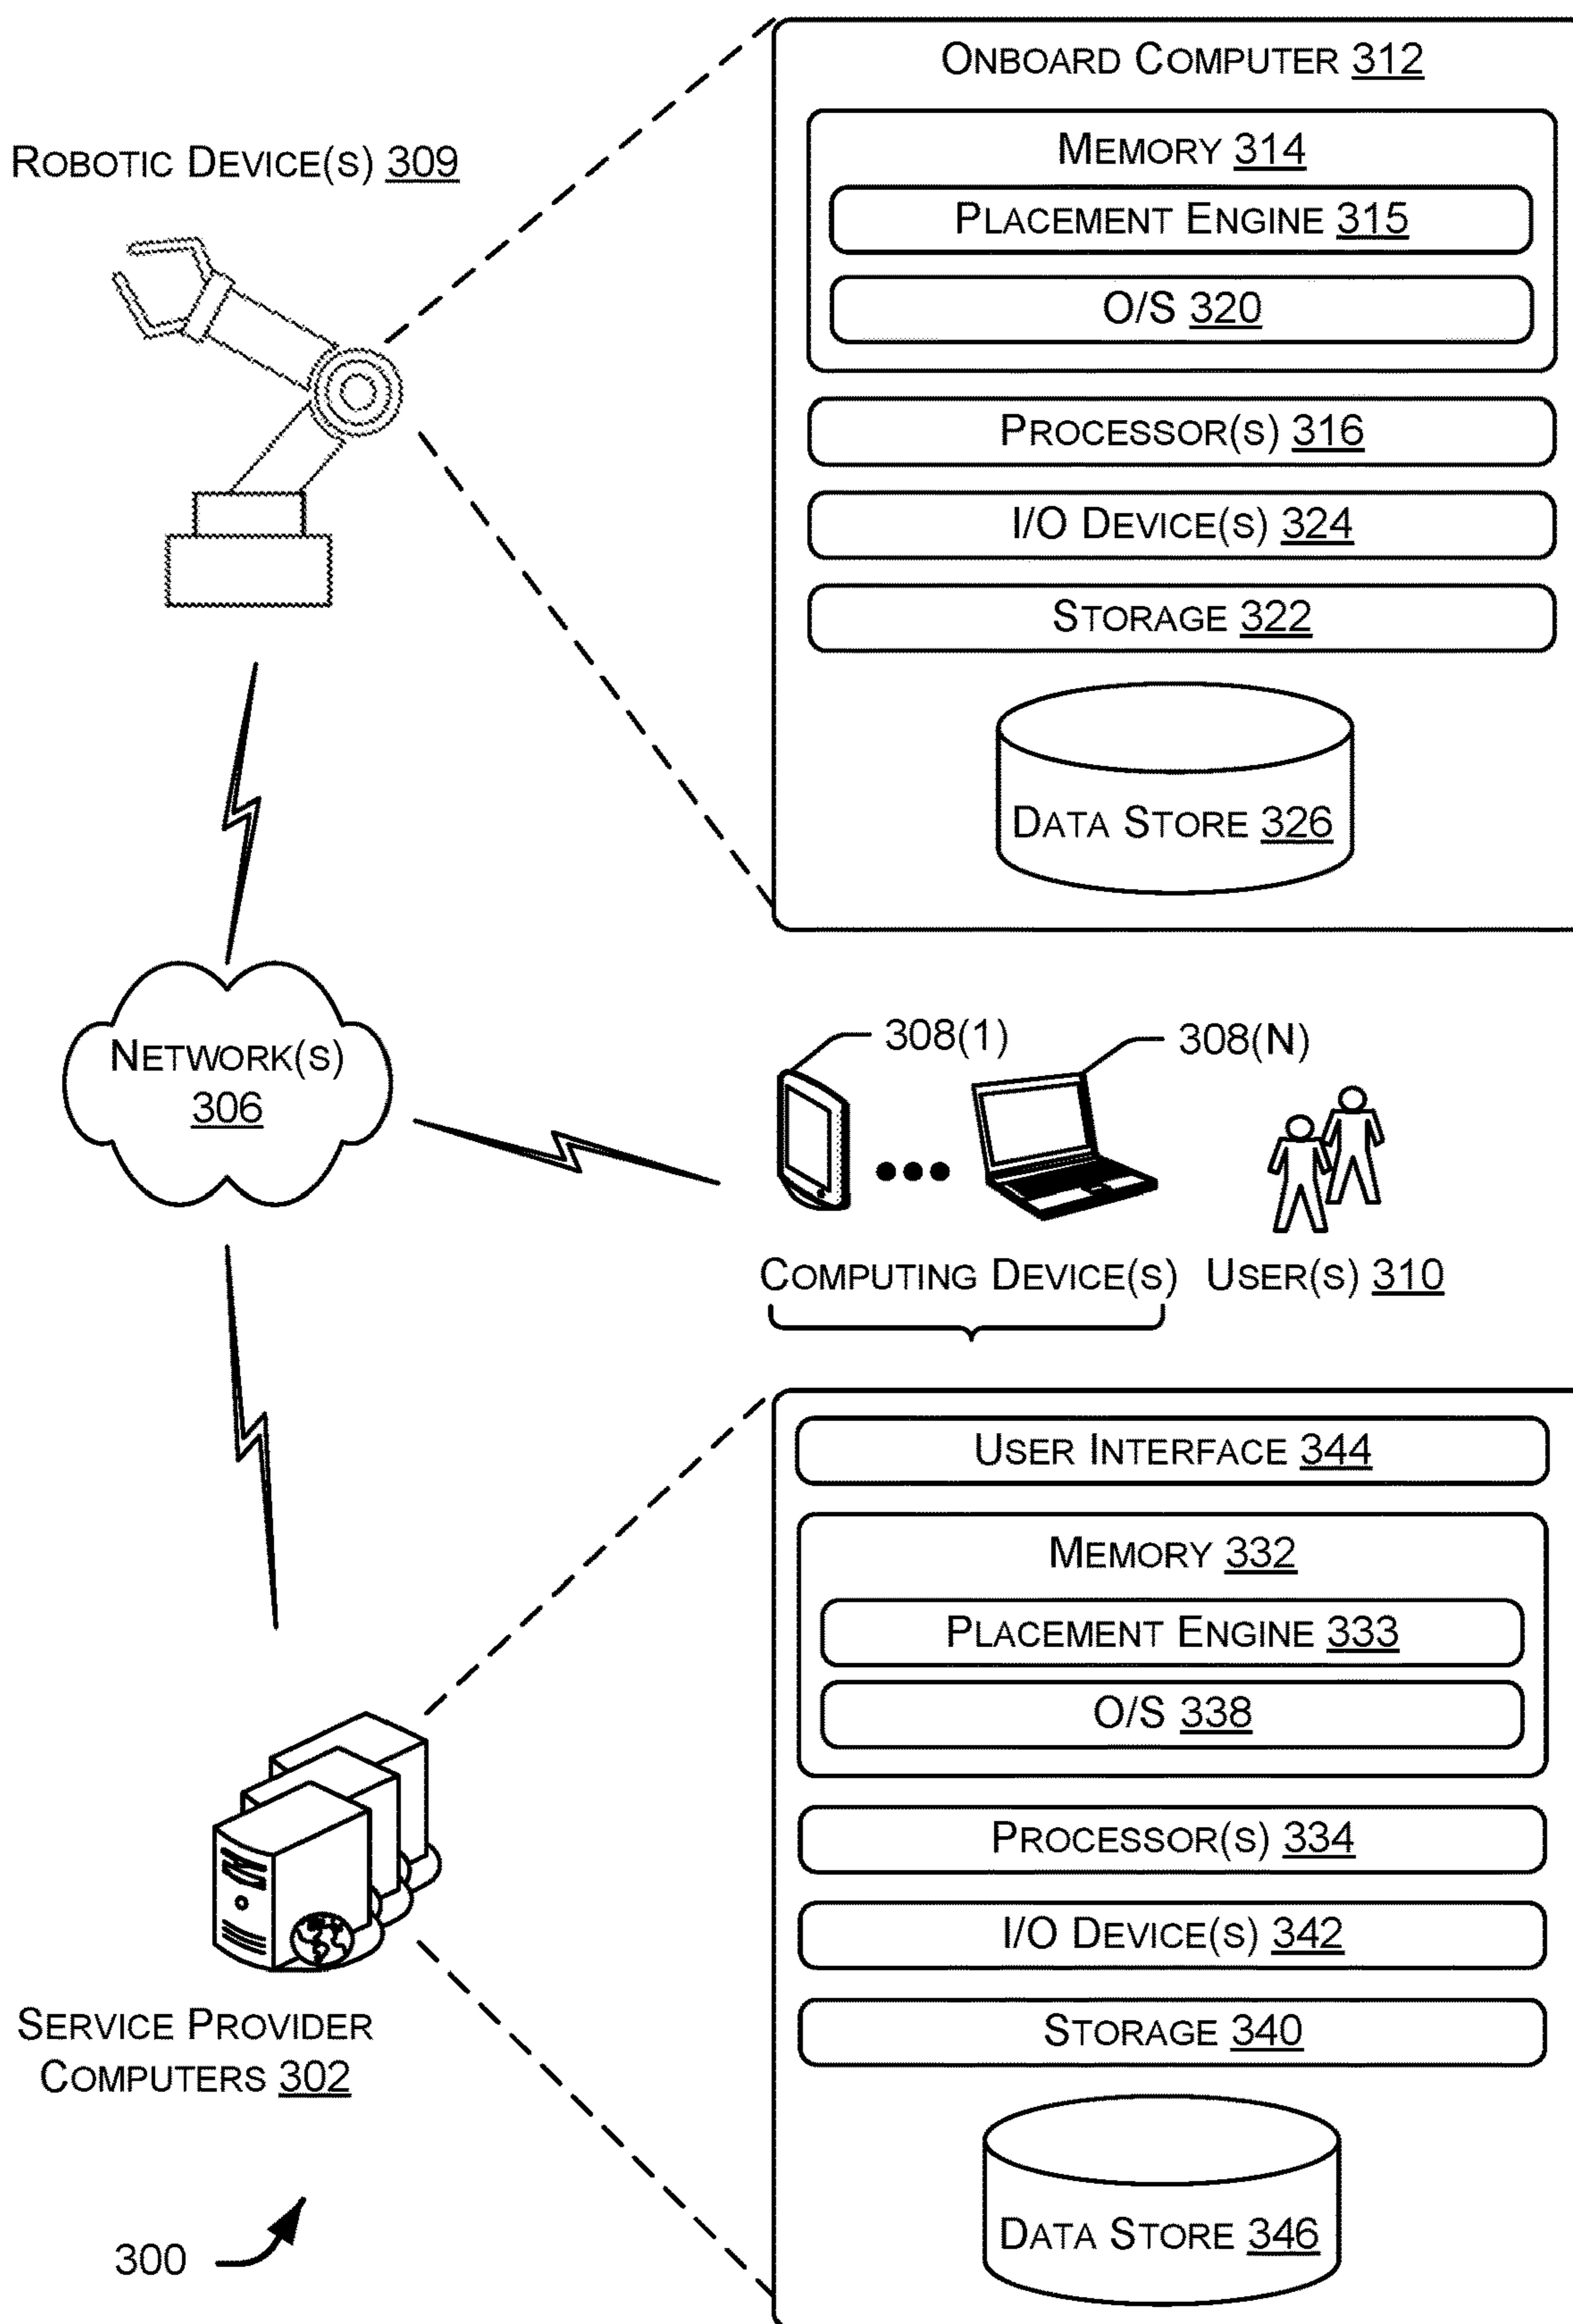 ONBOARD COMPUTER 312
MEMORY 314
ROBOTIC DEVICE(S) 309
PLACEMENT ENGINE 315
O/S 320
PROCESSOR(S) 316
I/O DEVICE(S) 324
STORAGE 322
DATA STORE 326
308(1)
308(N)
NETWORK(S)
306
COMPUTING DEVICE(S)
USER(S) 310
USER INTERFACE 344
MEMORY 332
PLACEMENT ENGINE 333
O/S 338
PROCESSOR(S) 334
I/O DEVICE(S) 342
STORAGE 340
SERVICE PROVIDER
COMPUTERS 302
DATA STORE 346
300